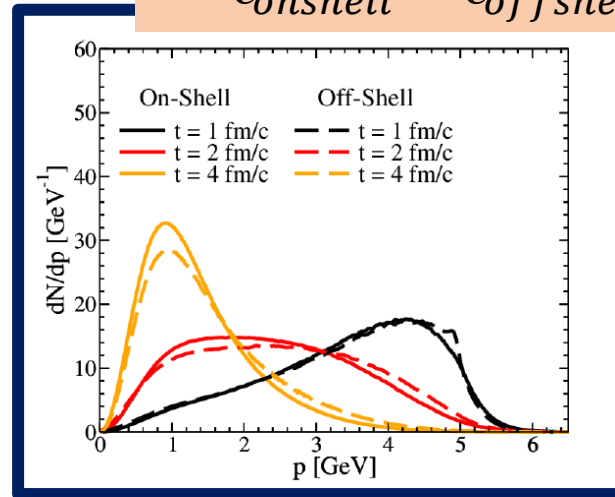 60
50
40
30
20
10
0
On-Shell Off-Shell
t = 1 fm/c t = 1 fm/c
t = 2 fm/c t = 2 fm/c
t = 4 fm/c t = 4 fm/c
dN/dp [GeV⁻¹]
0 1 2 3 4 5 6
p [GeV]